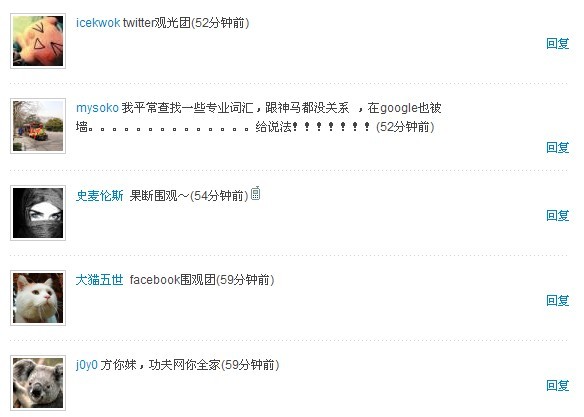 icekwok twitter观光团(52分钟前)
回复
mysoko 我平常查找一些专业词汇，跟神马都没关系 ，在google也被
墙。。。。。。。。。。。。。。给说法！！！！！！！(52分钟前)
回复
史麦伦斯 果断围观～(54分钟前)
回复
大猫五世 facebook围观团(59分钟前)
回复
j0y0 方你妹，功夫网你全家(59分钟前)
回复